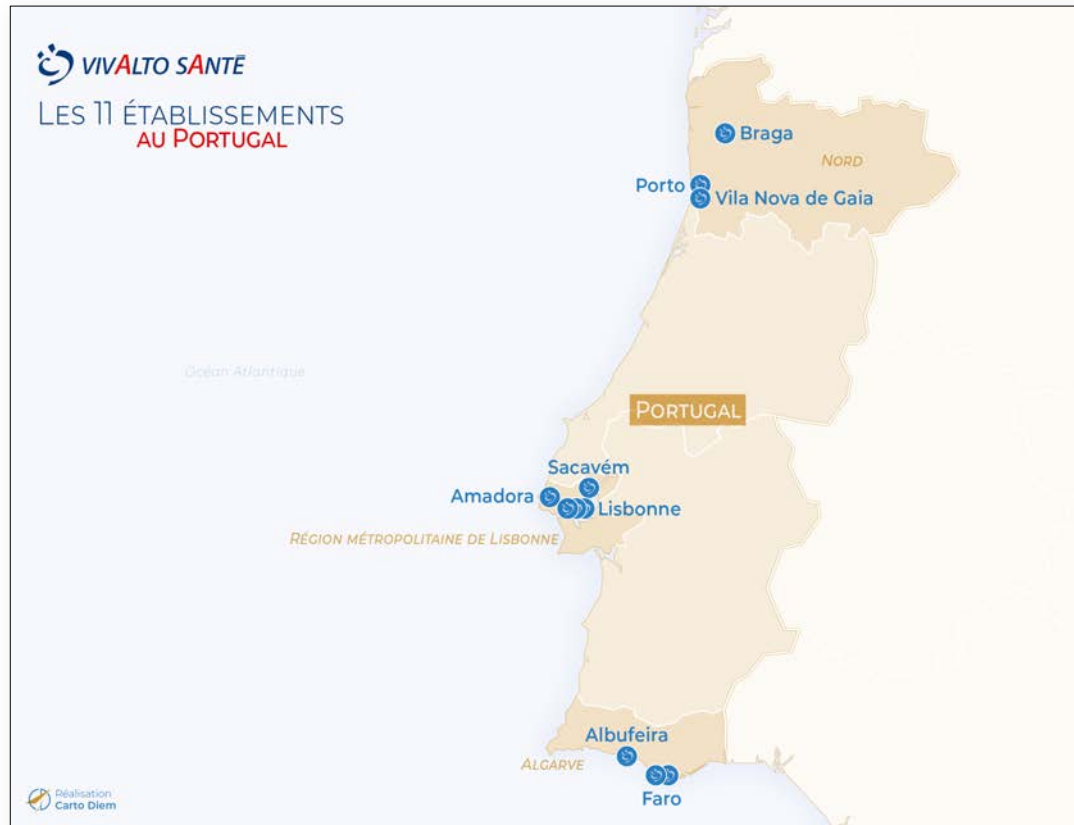 VIVALTO SANTÉ
LES 11 ÉTABLISSEMENTS
AU PORTUGAL
Braga
NORD
Porto
Vila Nova de Gaia
Océan Atlantique
PORTUGAL
Sacavém
Amadora
Lisbonne
RÉGION MÉTROPOLITAINE DE LISBONNE
Albufeira
ALGARVE
Faro
Réalisation
Carto Diem